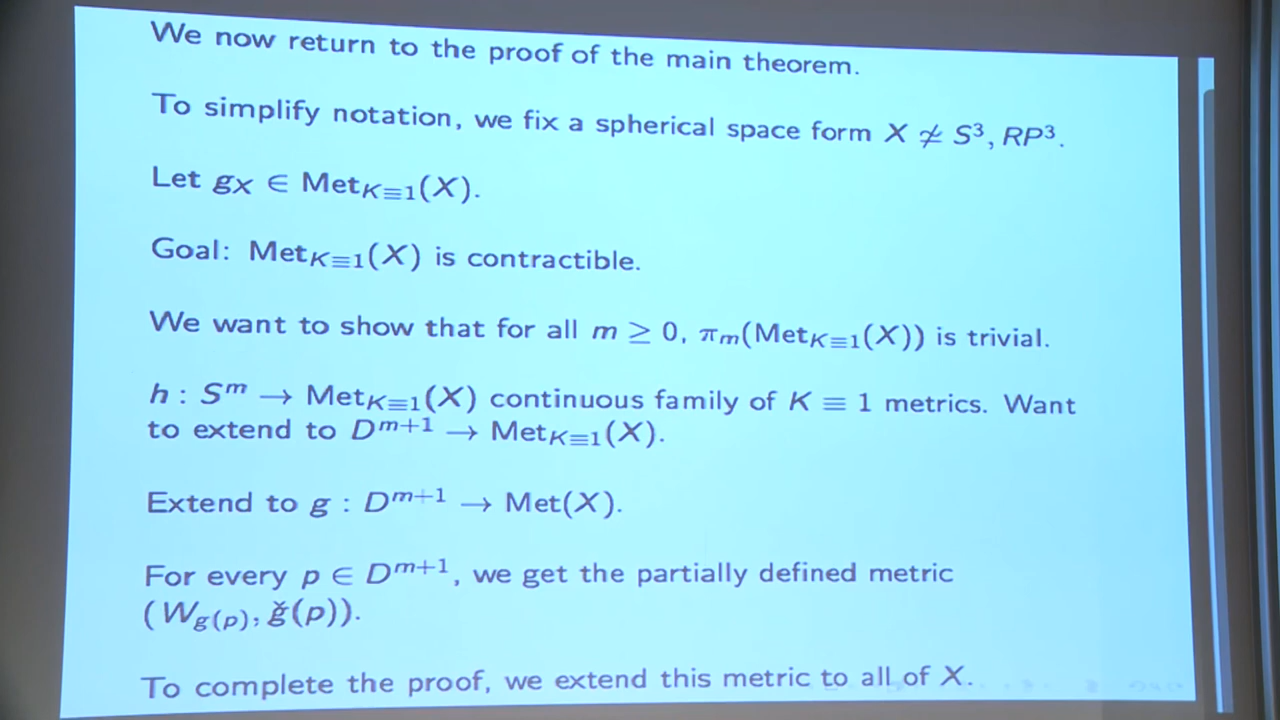 We now return to the proof of the main theorem.
To simplify notation, we fix a spherical space form X ≄ S³, RP³.
Let g_X ∈ Met_{K≡1}(X).
Goal: Met_{K≡1}(X) is contractible.
We want to show that for all m ≥ 0, π_m(Met_{K≡1}(X)) is trivial.
h : S^m → Met_{K≡1}(X) continuous family of K ≡ 1 metrics. Want
to extend to D^{m+1} → Met_{K≡1}(X).
Extend to g : D^{m+1} → Met(X).
For every p ∈ D^{m+1}, we get the partially defined metric
(W_{g(p)}, ǧ(p)).
To complete the proof, we extend this metric to all of X.